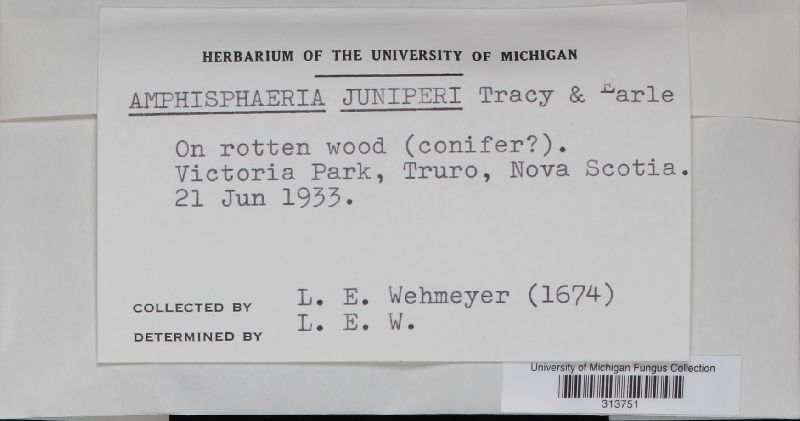 HERBARIUM OF THE UNIVERSITY OF MICHIGAN
AMPHISPHAERIA JUNIPERI Tracy & Earle
On rotten wood (conifer?).
Victoria Park, Truro, Nova Scotia.
21 Jun 1933.
COLLECTED BY L. E. Wehmeyer (1674)
DETERMINED BY L. E. W.
University of Michigan Fungus Collection
313751